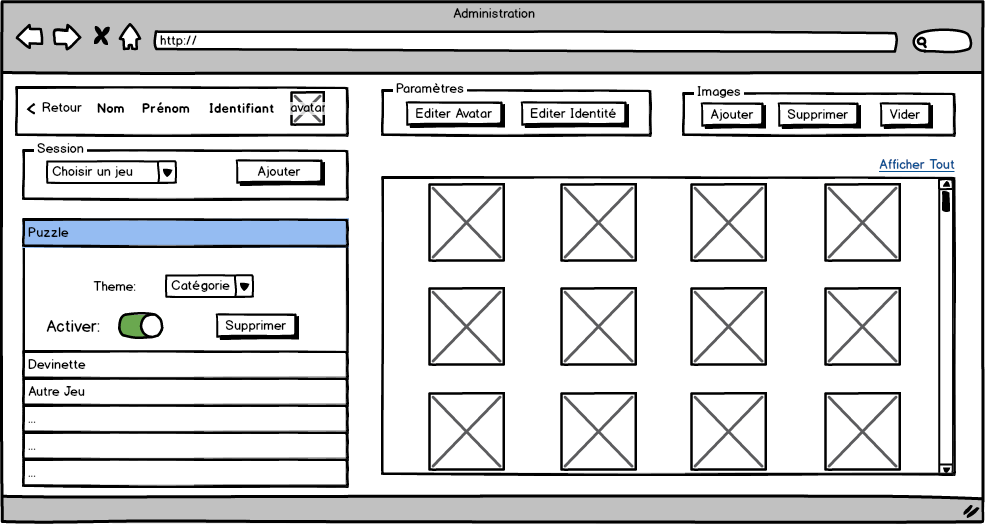 Administration
http://
Retour Nom Prénom Identifiant avatar
Paramètres
Editer Avatar Editer Identité
Images
Ajouter Supprimer Vider
Session
Choisir un jeu Ajouter
Afficher Tout
Puzzle
Theme: Catégorie
Activer: Supprimer
Devinette
Autre Jeu
...
...
...